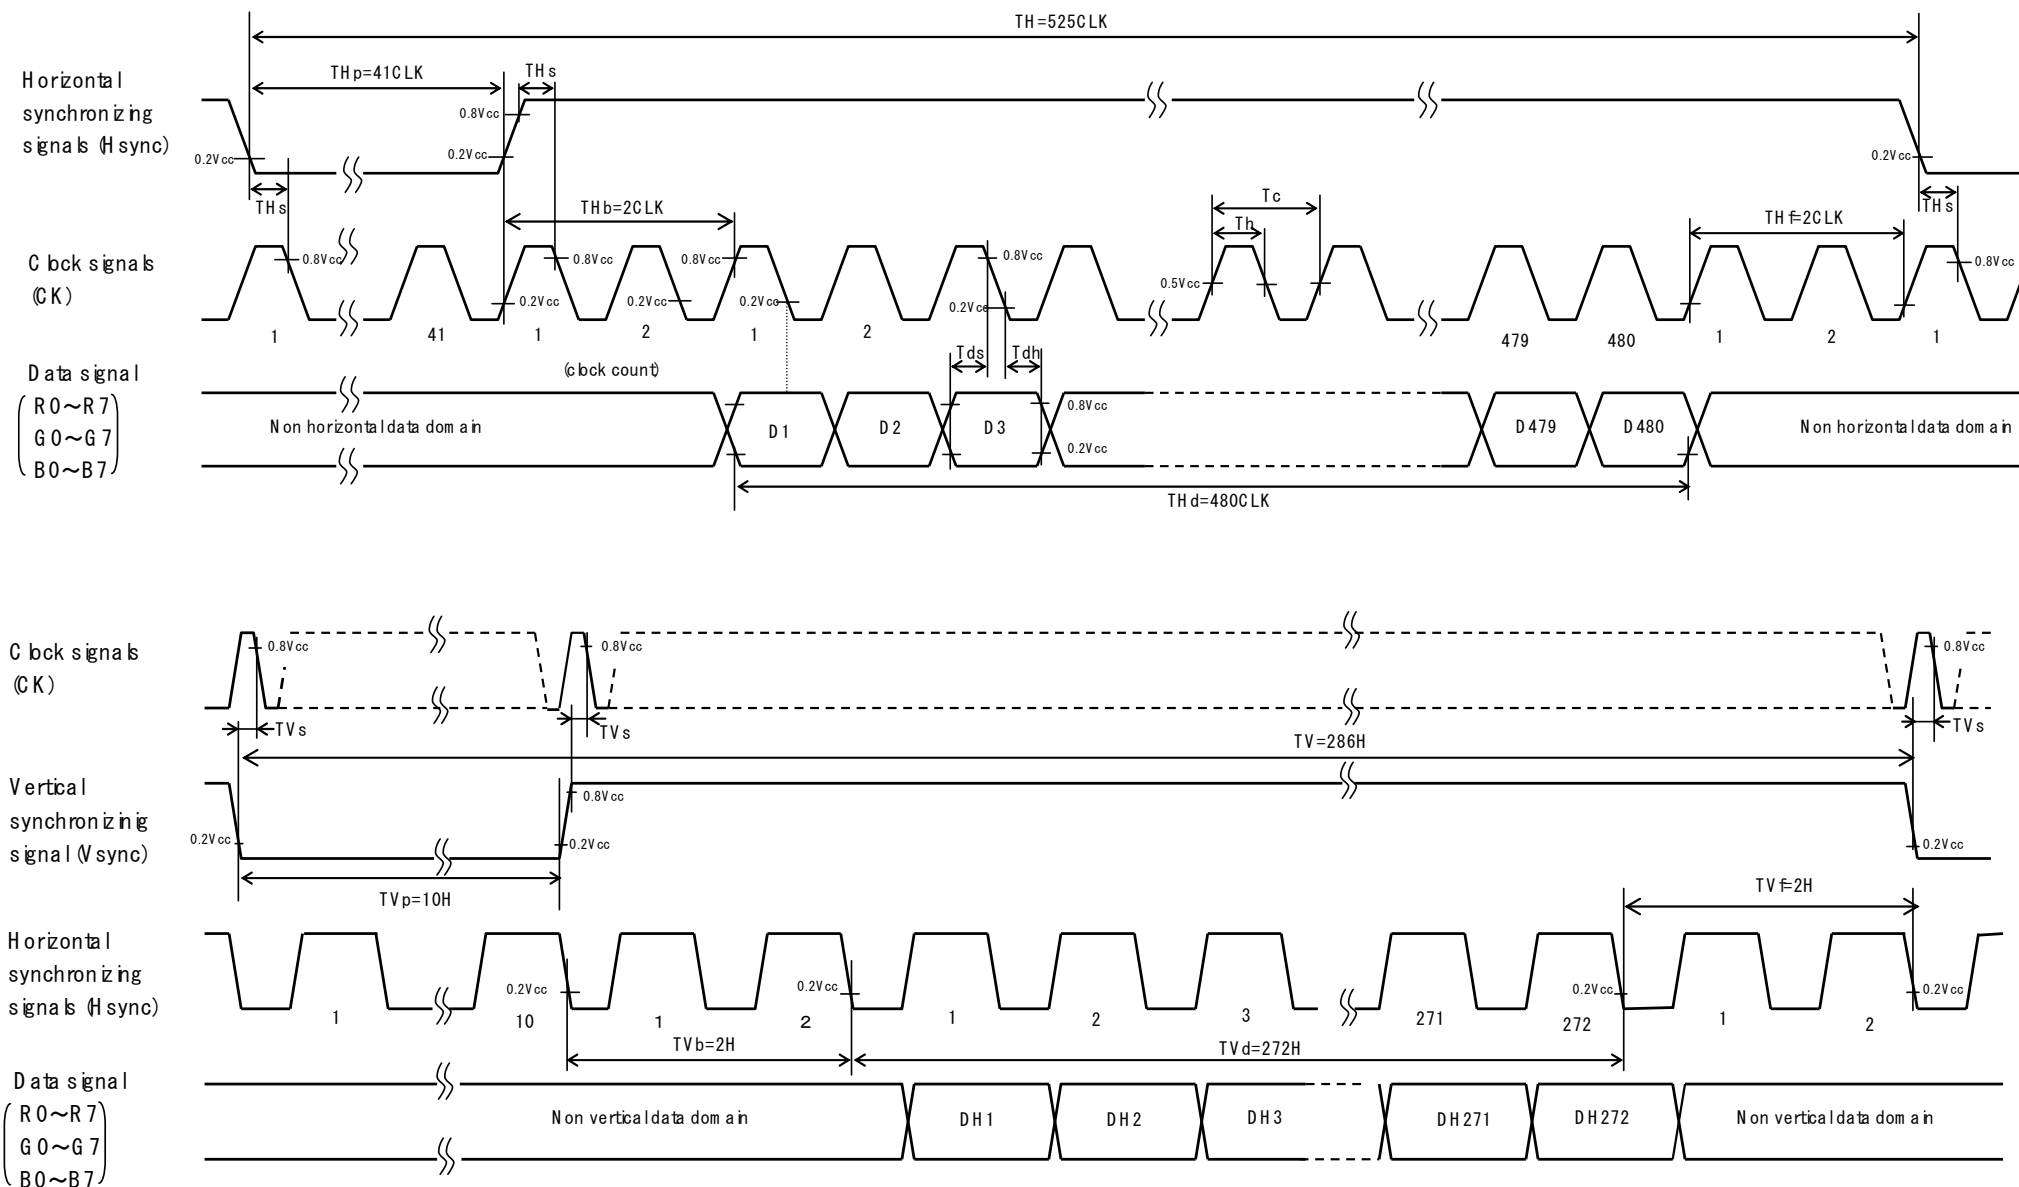 TH=525CLK
THp=41CLK
THs
Horizontal
synchronizing
signals (Hsync)
0.8Vcc
0.2Vcc
0.2Vcc
0.2Vcc
THs
THb=2CLK
Tc
Th
THf=2CLK
THs
Clock signals
(CK)
0.8Vcc
0.8Vcc
0.8Vcc
0.8Vcc
0.8Vcc
0.2Vcc
0.2Vcc
0.2Vcc
0.2Vcc
0.5Vcc
1
41
1
2
1
2
479
480
1
2
1
(clock count)
Tds
Tdh
Data signal
R0～R7
G0～G7
B0～B7
Non horizontal data domain
D1
D2
D3
0.8Vcc
0.2Vcc
D479
D480
Non horizontal data domain
THd=480CLK
Clock signals
(CK)
0.8Vcc
0.8Vcc
0.8Vcc
TVs
TVs
TVs
TV=286H
Vertical
synchronizinig
signal (Vsync)
0.8Vcc
0.2Vcc
0.2Vcc
0.2Vcc
TVp=10H
TVf=2H
Horizontal
synchronizing
signals (Hsync)
0.2Vcc
0.2Vcc
0.2Vcc
0.2Vcc
1
10
1
2
1
2
3
271
272
1
2
TVb=2H
TVd=272H
Data signal
R0～R7
G0～G7
B0～B7
Non vertical data domain
DH1
DH2
DH3
DH271
DH272
Non vertical data domain